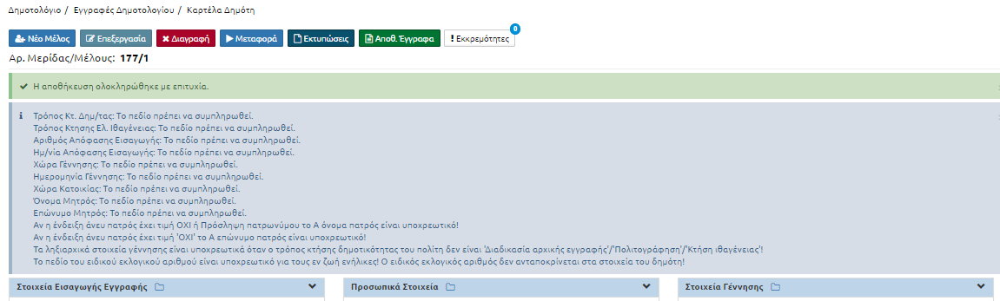 Δημοτολόγιο / Εγγραφές Δημοτολογίου / Καρτέλα Δημότη
Νέο Μέλος Επεξεργασία Διαγραφή Μεταφορά Εκτυπώσεις Αποθ. Έγγραφα Εκκρεμότητες 0
Αρ. Μερίδας/Μέλους: 177/1
Η αποθήκευση ολοκληρώθηκε με επιτυχία.
Τρόπος Κτ. Δημ/τας: Το πεδίο πρέπει να συμπληρωθεί.
Τρόπος Κτησης Ελ. Ιθαγένειας: Το πεδίο πρέπει να συμπληρωθεί.
Αριθμός Απόφασης Εισαγωγής: Το πεδίο πρέπει να συμπληρωθεί.
Ημ/νία Απόφασης Εισαγωγής: Το πεδίο πρέπει να συμπληρωθεί.
Χώρα Γέννησης: Το πεδίο πρέπει να συμπληρωθεί.
Ημερομηνία Γέννησης: Το πεδίο πρέπει να συμπληρωθεί.
Χώρα Κατοικίας: Το πεδίο πρέπει να συμπληρωθεί.
Όνομα Μητρός: Το πεδίο πρέπει να συμπληρωθεί.
Επώνυμο Μητρός: Το πεδίο πρέπει να συμπληρωθεί.
Αν η ένδειξη άνευ πατρός έχει τιμή ΟΧΙ ή Πρόσληψη πατρωνύμου το Α όνομα πατρός είναι υποχρεωτικό!
Αν η ένδειξη άνευ πατρός έχει τιμή 'ΟΧΙ' το Α επώνυμο πατρός είναι υποχρεωτικό!
Τα ληξιαρχικά στοιχεία γέννησης είναι υποχρεωτικά όταν ο τρόπος κτήσης δημοτικότητας του πολίτη δεν είναι 'Διαδικασία αρχικής εγγραφής'/'Πολιτογράφηση'/'Κτήση ιθαγένειας'!
Το πεδίο του ειδικού εκλογικού αριθμού είναι υποχρεωτικό για τους εν ζωή ενήλικες! Ο ειδικός εκλογικός αριθμός δεν ανταποκρίνεται στα στοιχεία του δημότη!
Στοιχεία Εισαγωγής Εγγραφής Προσωπικά Στοιχεία Στοιχεία Γέννησης